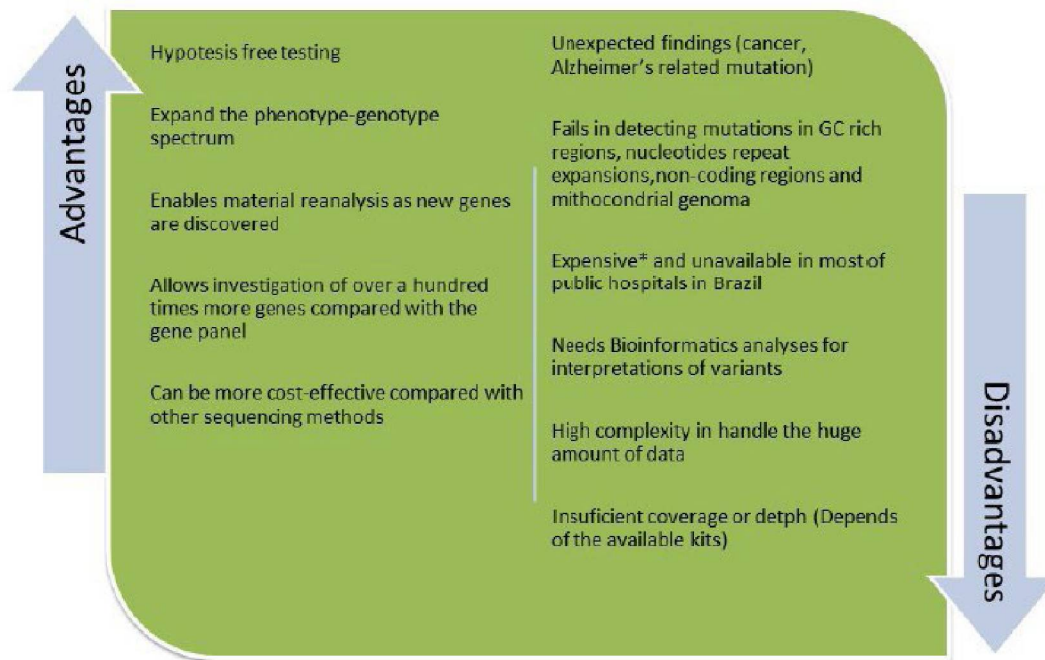 Advantages
Hypotesis free testing
Expand the phenotype-genotype
spectrum
Enables material reanalysis as new genes
are discovered
Allows investigation of over a hundred
times more genes compared with the
gene panel
Can be more cost-effective compared with
other sequencing methods
Unexpected findings (cancer,
Alzheimer's related mutation)
Fails in detecting mutations in GC rich
regions, nucleotides repeat
expansions,non-coding regions and
mithocondrial genoma
Expensive* and unavailable in most of
public hospitals in Brazil
Needs Bioinformatics analyses for
interpretations of variants
High complexity in handle the huge
amount of data
Insuficient coverage or detph (Depends
of the available kits)
Disadvantages